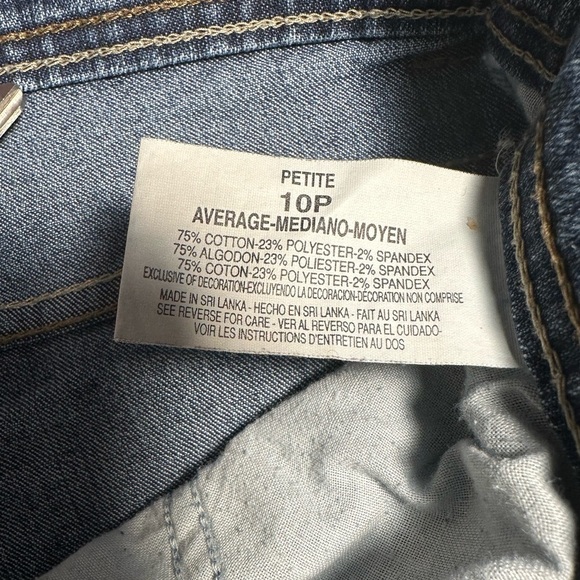 PETITE
10P
AVERAGE-MEDIANO-MOYEN
75% COTTON-23% POLYESTER-2% SPANDEX
75% ALGODON-23% POLIESTER-2% SPANDEX
75% COTON-23% POLYESTER-2% SPANDEX
EXCLUSIVE OF DECORATION-EXCLUYENDO LA DECORACION-DÉCORATION NON COMPRISE
MADE IN SRI LANKA - HECHO EN SRI LANKA - FAIT AU SRI LANKA
SEE REVERSE FOR CARE - VER AL REVERSO PARA EL CUIDADO-
VOIR LES INSTRUCTIONS D'ENTRETIEN AU DOS